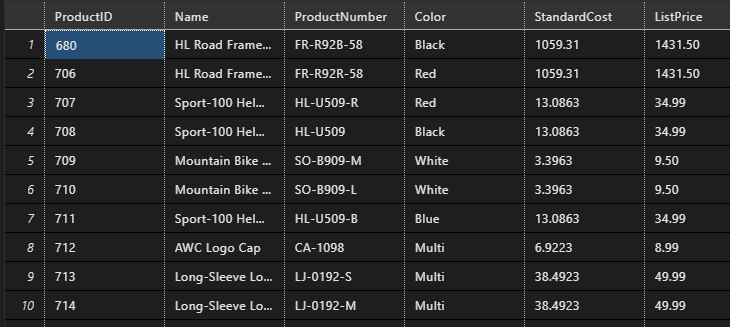 ProductID Name ProductNumber Color StandardCost ListPrice
1 680 HL Road Frame... FR-R92B-58 Black 1059.31 1431.50
2 706 HL Road Frame... FR-R92R-58 Red 1059.31 1431.50
3 707 Sport-100 Hel... HL-U509-R Red 13.0863 34.99
4 708 Sport-100 Hel... HL-U509 Black 13.0863 34.99
5 709 Mountain Bike ... SO-B909-M White 3.3963 9.50
6 710 Mountain Bike ... SO-B909-L White 3.3963 9.50
7 711 Sport-100 Hel... HL-U509-B Blue 13.0863 34.99
8 712 AWC Logo Cap CA-1098 Multi 6.9223 8.99
9 713 Long-Sleeve Lo... LJ-0192-S Multi 38.4923 49.99
10 714 Long-Sleeve Lo... LJ-0192-M Multi 38.4923 49.99